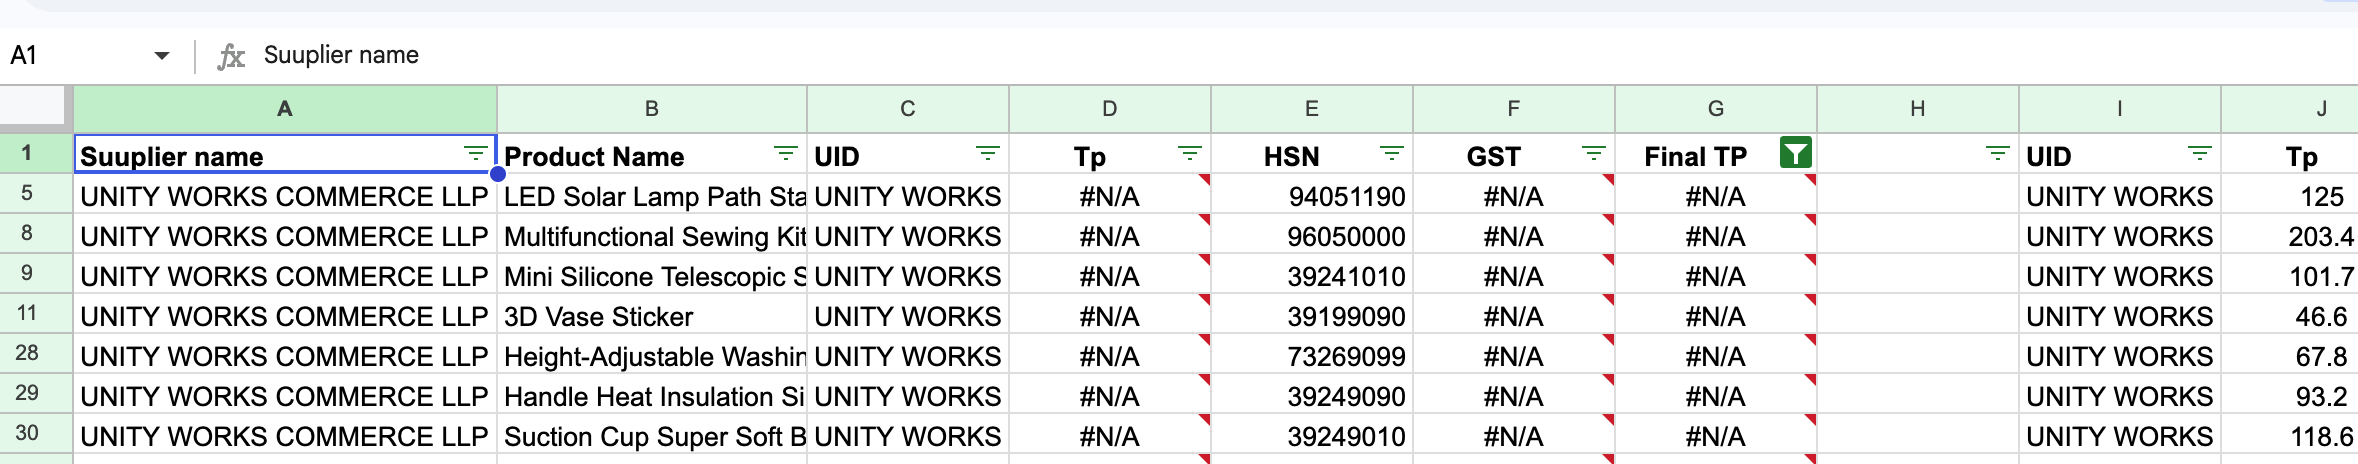 A1 fx Suuplier name
A B C D E F G H I J
1 Suuplier name Product Name UID Tp HSN GST Final TP UID Tp
5 UNITY WORKS COMMERCE LLP LED Solar Lamp Path Sta UNITY WORKS #N/A 94051190 #N/A #N/A UNITY WORKS 125
8 UNITY WORKS COMMERCE LLP Multifunctional Sewing Kit UNITY WORKS #N/A 96050000 #N/A #N/A UNITY WORKS 203.4
9 UNITY WORKS COMMERCE LLP Mini Silicone Telescopic S UNITY WORKS #N/A 39241010 #N/A #N/A UNITY WORKS 101.7
11 UNITY WORKS COMMERCE LLP 3D Vase Sticker UNITY WORKS #N/A 39199090 #N/A #N/A UNITY WORKS 46.6
28 UNITY WORKS COMMERCE LLP Height-Adjustable Washin UNITY WORKS #N/A 73269099 #N/A #N/A UNITY WORKS 67.8
29 UNITY WORKS COMMERCE LLP Handle Heat Insulation Si UNITY WORKS #N/A 39249090 #N/A #N/A UNITY WORKS 93.2
30 UNITY WORKS COMMERCE LLP Suction Cup Super Soft B UNITY WORKS #N/A 39249010 #N/A #N/A UNITY WORKS 118.6